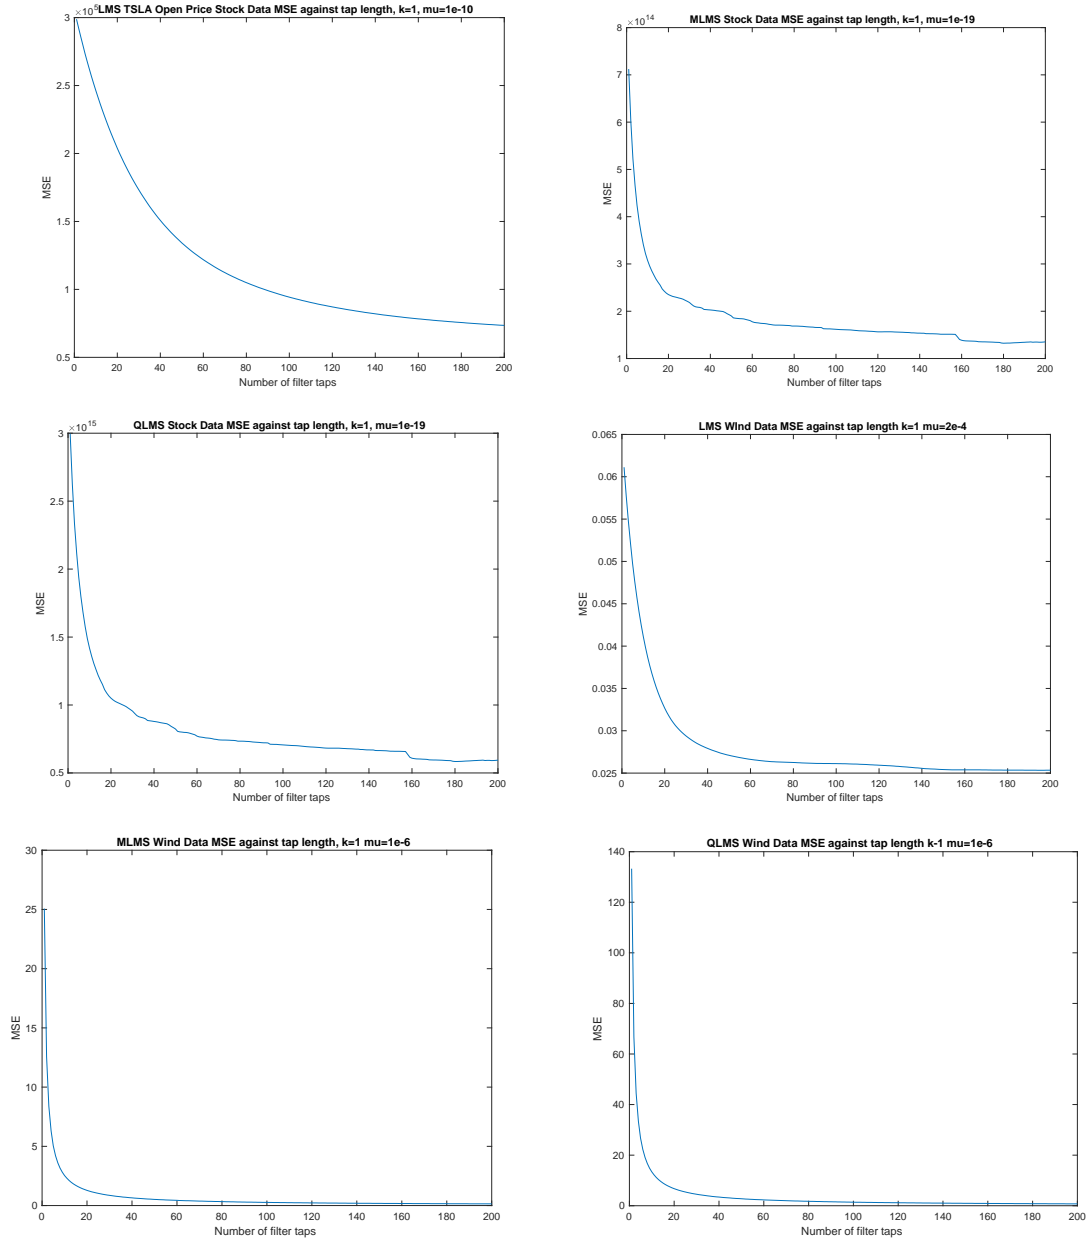 ×10⁵
LMS TSLA Open Price Stock Data MSE against tap length, k=1, mu=1e-10
3
2.5
2
1.5
1
0.5
MSE
0 20 40 60 80 100 120 140 160 180 200
Number of filter taps
MLMS Stock Data MSE against tap length, k=1, mu=1e-19
×10¹⁴
8
7
6
5
4
3
2
1
MSE
0 20 40 60 80 100 120 140 160 180 200
Number of filter taps
QLMS Stock Data MSE against tap length, k=1, mu=1e-19
×10¹⁵
3
2.5
2
1.5
1
0.5
MSE
0 20 40 60 80 100 120 140 160 180 200
Number of filter taps
LMS WInd Data MSE against tap length k=1 mu=2e-4
0.065
0.06
0.055
0.05
0.045
0.04
0.035
0.03
0.025
MSE
0 20 40 60 80 100 120 140 160 180 200
Number of filter taps
MLMS Wind Data MSE against tap length, k=1 mu=1e-6
30
25
20
15
10
5
0
MSE
0 20 40 60 80 100 120 140 160 180 200
Number of filter taps
QLMS Wind Data MSE against tap length k-1 mu=1e-6
140
120
100
80
60
40
20
0
MSE
0 20 40 60 80 100 120 140 160 180 200
Number of filter taps